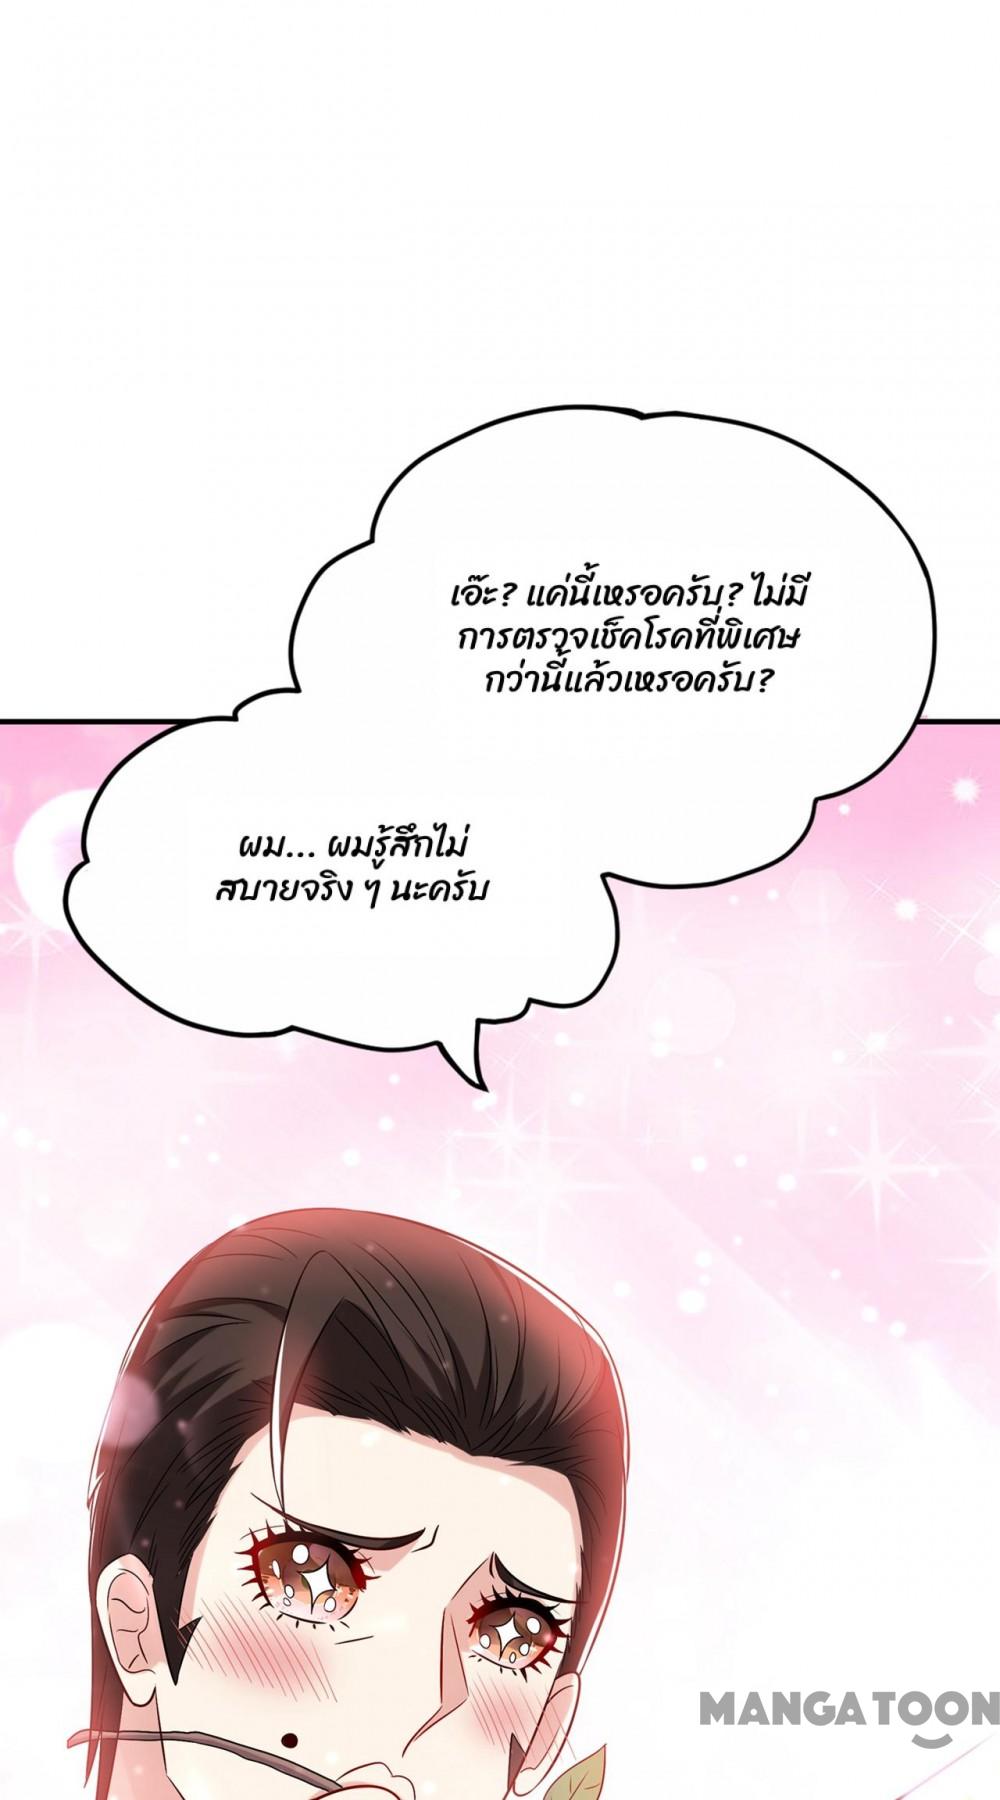 เอ๊ะ? แค่นี้เหรอครับ? ไม่มี
การตรวจเช็คโรคที่พิเศษ
กว่านี้แล้วเหรอครับ?
ผม... ผมรู้สึกไม่
สบายจริง ๆ นะครับ
MANGATOON